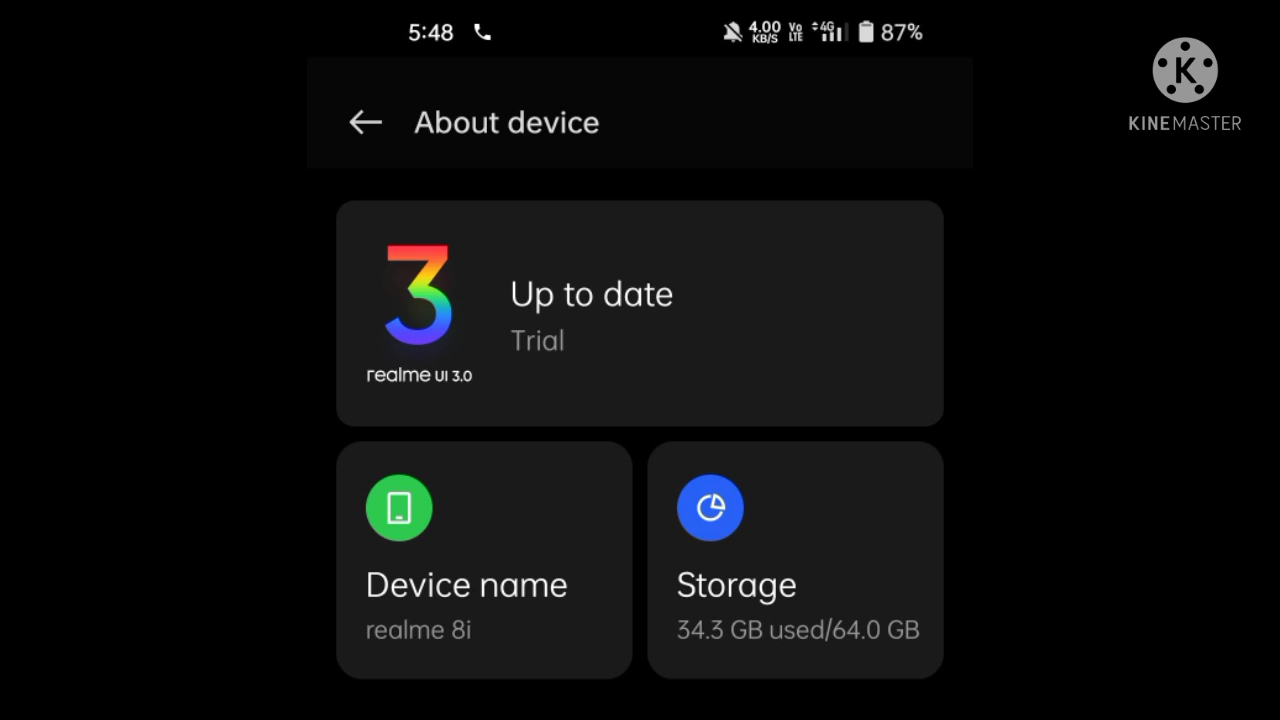 5:48 4.00 KB/S Vo LTE 4G 87%
K
KINEMASTER
About device
3
realme UI 3.0
Up to date
Trial
Device name
realme 8i
Storage
34.3 GB used/64.0 GB